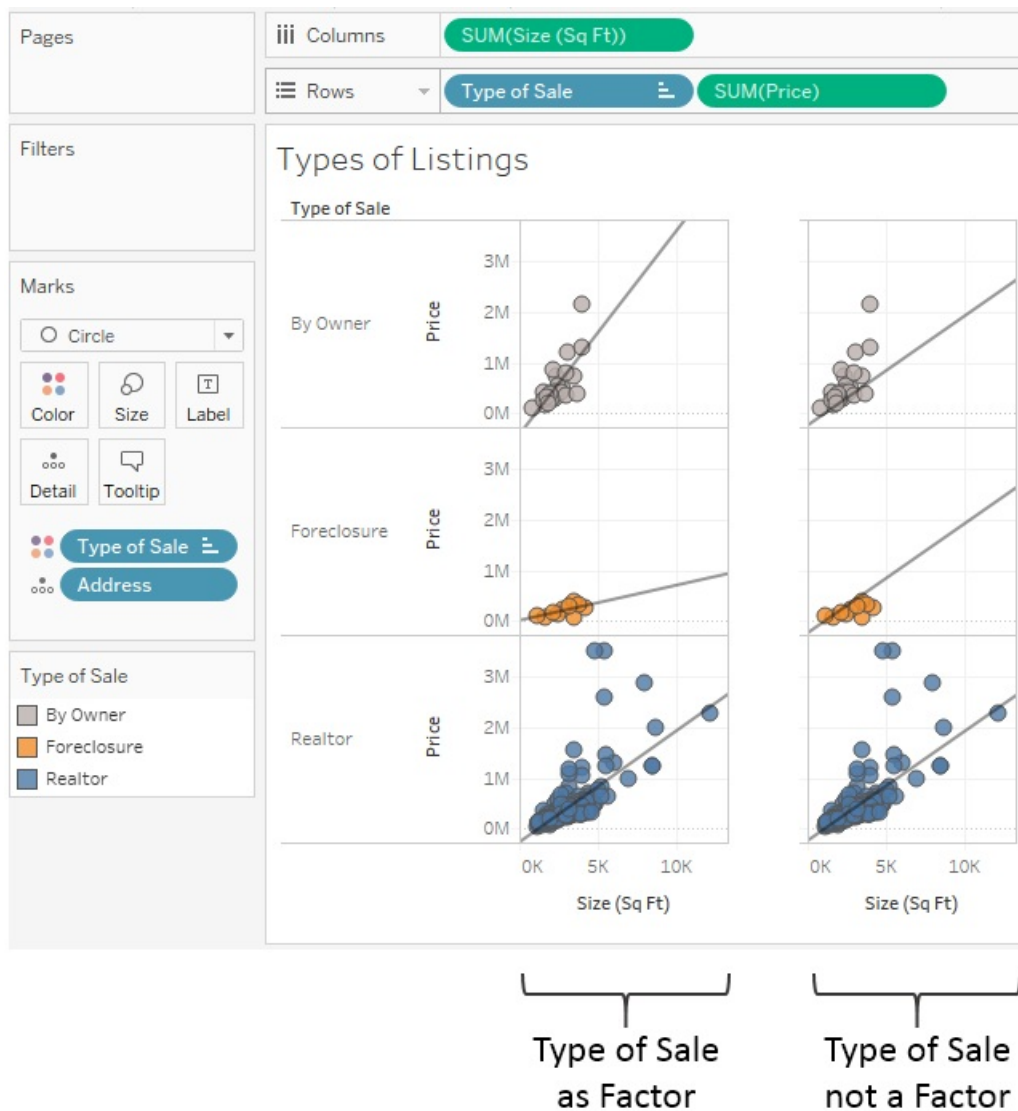 Pages
Columns
SUM(Size (Sq Ft))
Rows
Type of Sale
SUM(Price)
Filters
Types of Listings
Type of Sale
Marks
Circle
Color
Size
T
Label
Detail
Tooltip
Type of Sale
Address
Type of Sale
By Owner
Foreclosure
Realtor
By Owner
Price
3M
2M
1M
0M
Foreclosure
Price
3M
2M
1M
0M
Realtor
Price
3M
2M
1M
0M
0K 5K 10K
0K 5K 10K
Size (Sq Ft)
Size (Sq Ft)
Type of Sale
as Factor
Type of Sale
not a Factor